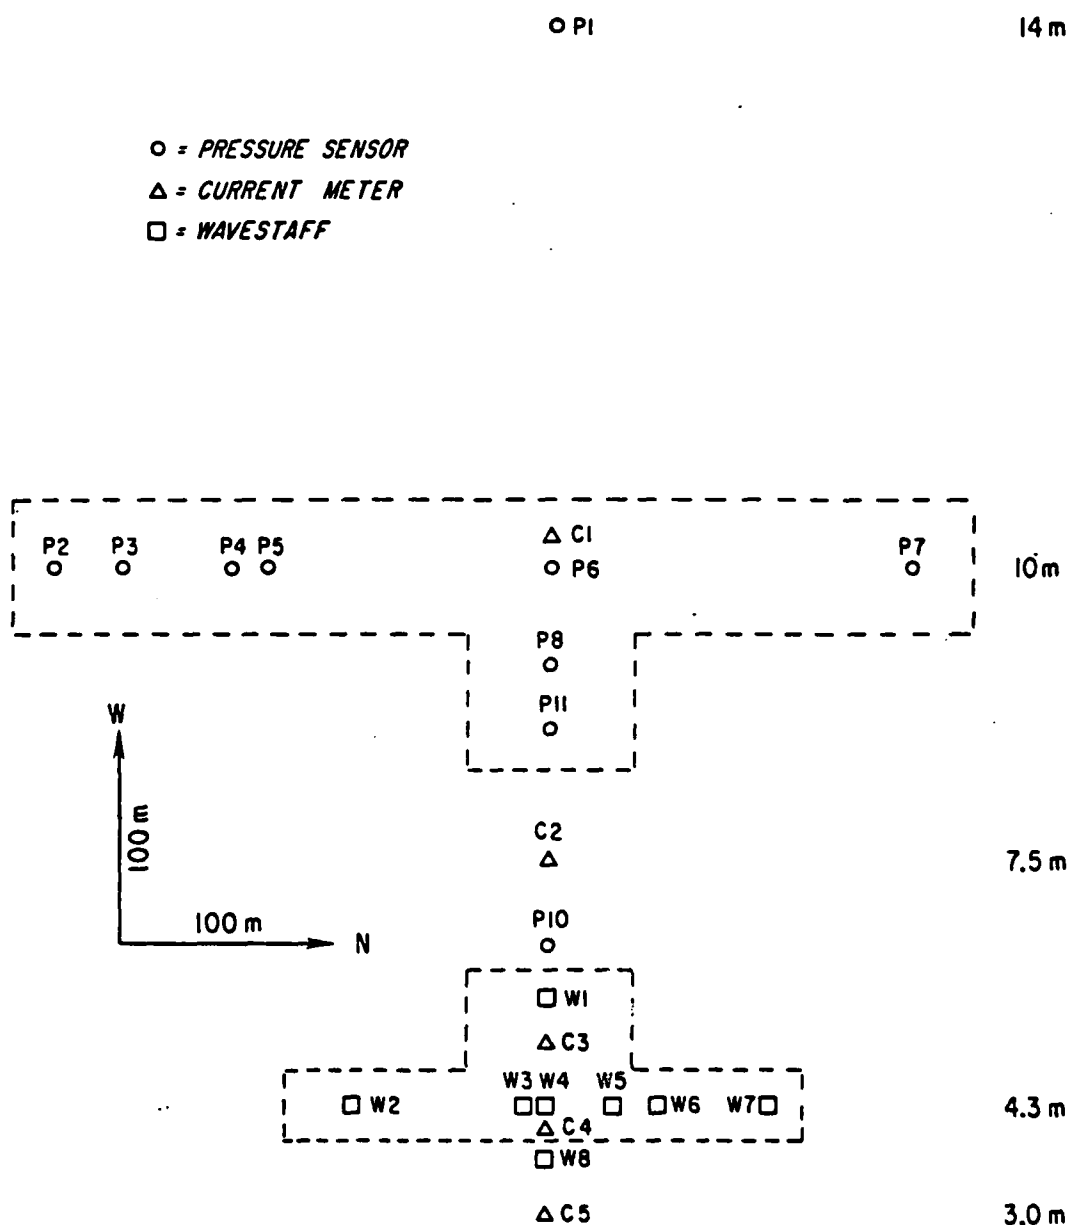 P1 14 m
= PRESSURE SENSOR
= CURRENT METER
= WAVESTAFF
C1
P2 P3 P4 P5 P6 P7 10 m
P8
P11
W
100 m
C2
7.5 m
100 m N
P10
W1
C3
W3 W4 W5
W2 W6 W7 4.3 m
C4
W8
C5 3.0 m